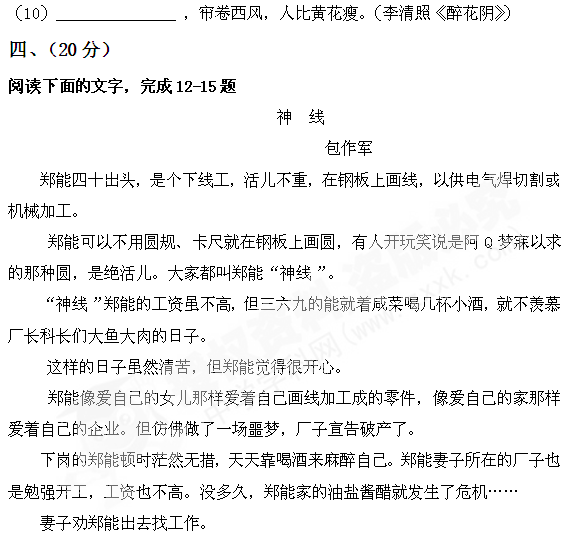 （10）________________ ，帘卷西风，人比黄花瘦。（李清照《醉花阴》）
四、（20 分）
阅读下面的文字，完成 12-15 题
神 线
包作军
郑能四十出头，是个下线工，活儿不重，在钢板上画线，以供电气焊切割或
机械加工。
郑能可以不用圆规、卡尺就在钢板上画圆，有人开玩笑说是阿 Q 梦寐以求
的那种圆，是绝活儿。大家都叫郑能“神线 ”。
“神线 ”郑能的工资虽不高，但三六九的能就着咸菜喝几杯小酒，就不羡慕
厂长科长们大鱼大肉的日子。
这样的日子虽然清苦，但郑能觉得很开心。
郑能像爱自己的女儿那样爱着自己画线加工成的零件，像爱自己的家那样
爱着自己的企业。但仿佛做了一场噩梦，厂子宣告破产了。
下岗的郑能顿时茫然无措，天天靠喝酒来麻醉自己。郑能妻子所在的厂子也
是勉强开工，工资也不高。没多久，郑能家的油盐酱醋就发生了危机……
妻子劝郑能出去找工作。